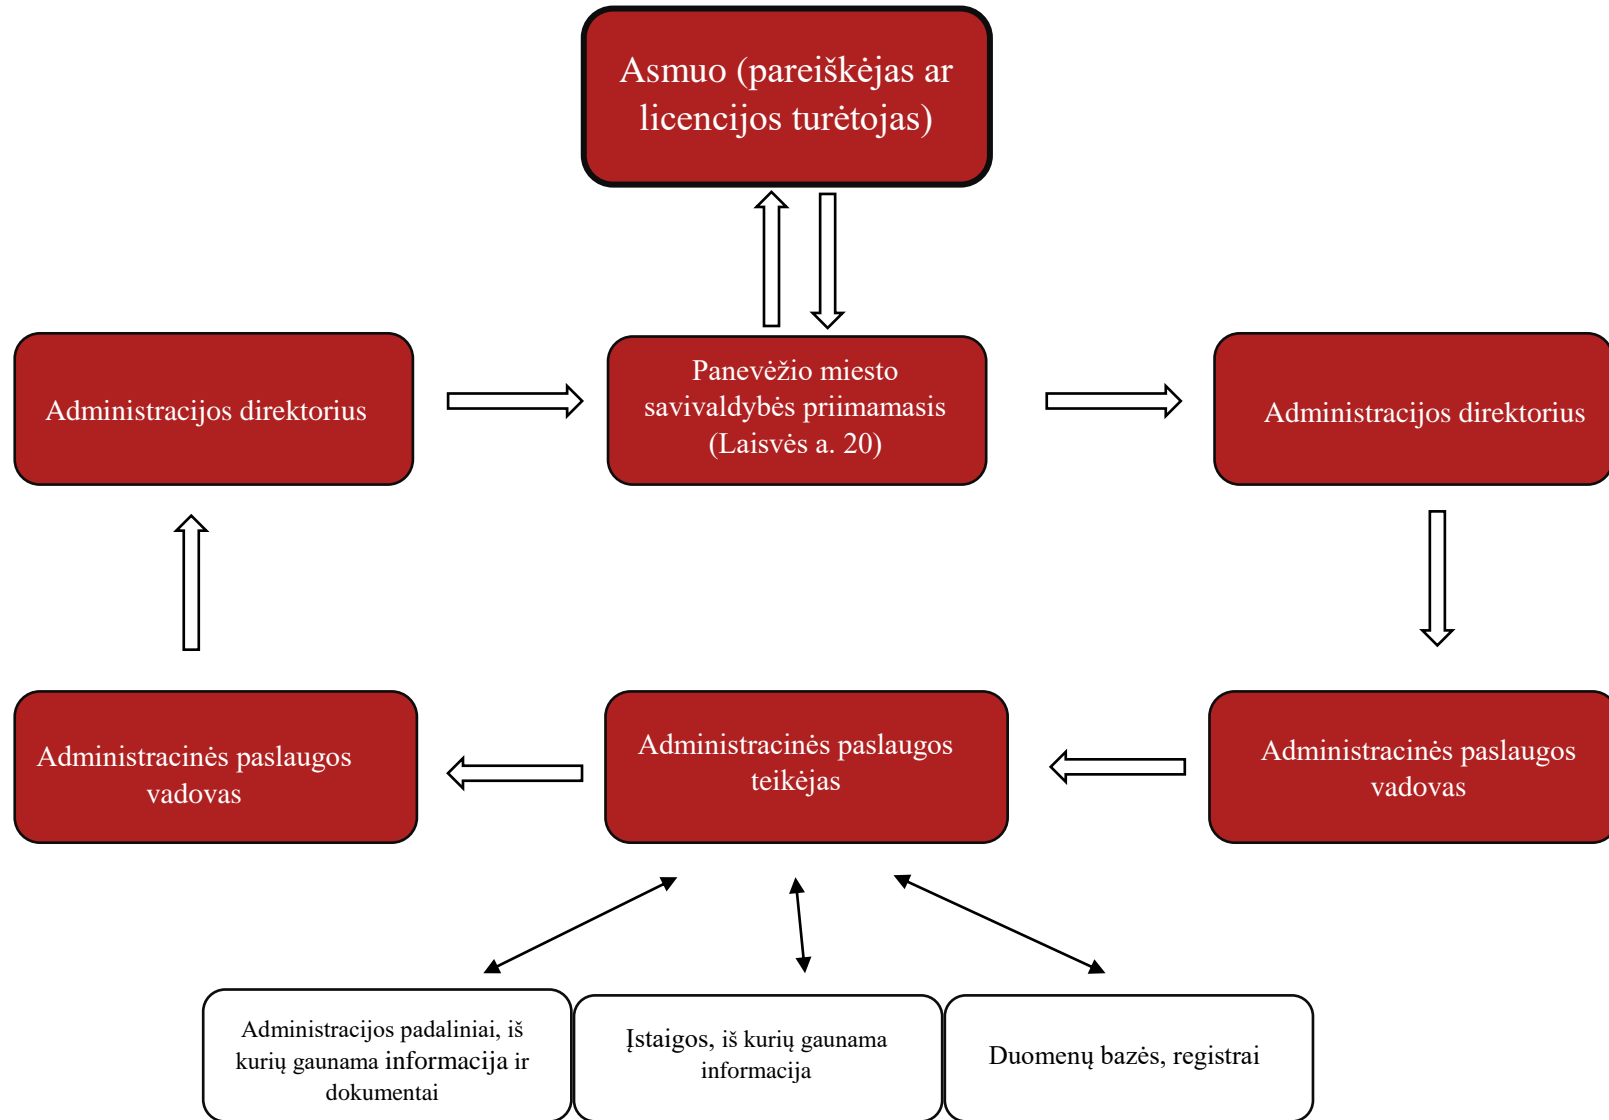 Asmuo (pareiškėjas ar
licencijos turėtojas)
Administracijos direktorius
Panevėžio miesto
savivaldybės priimamasis
(Laisvės a. 20)
Administracijos direktorius
Administracinės paslaugos
vadovas
Administracinės paslaugos
teikėjas
Administracinės paslaugos
vadovas
Administracijos padaliniai, iš
kurių gaunama informacija ir
dokumentai
Įstaigos, iš kurių gaunama
informacija
Duomenų bazės, registrai